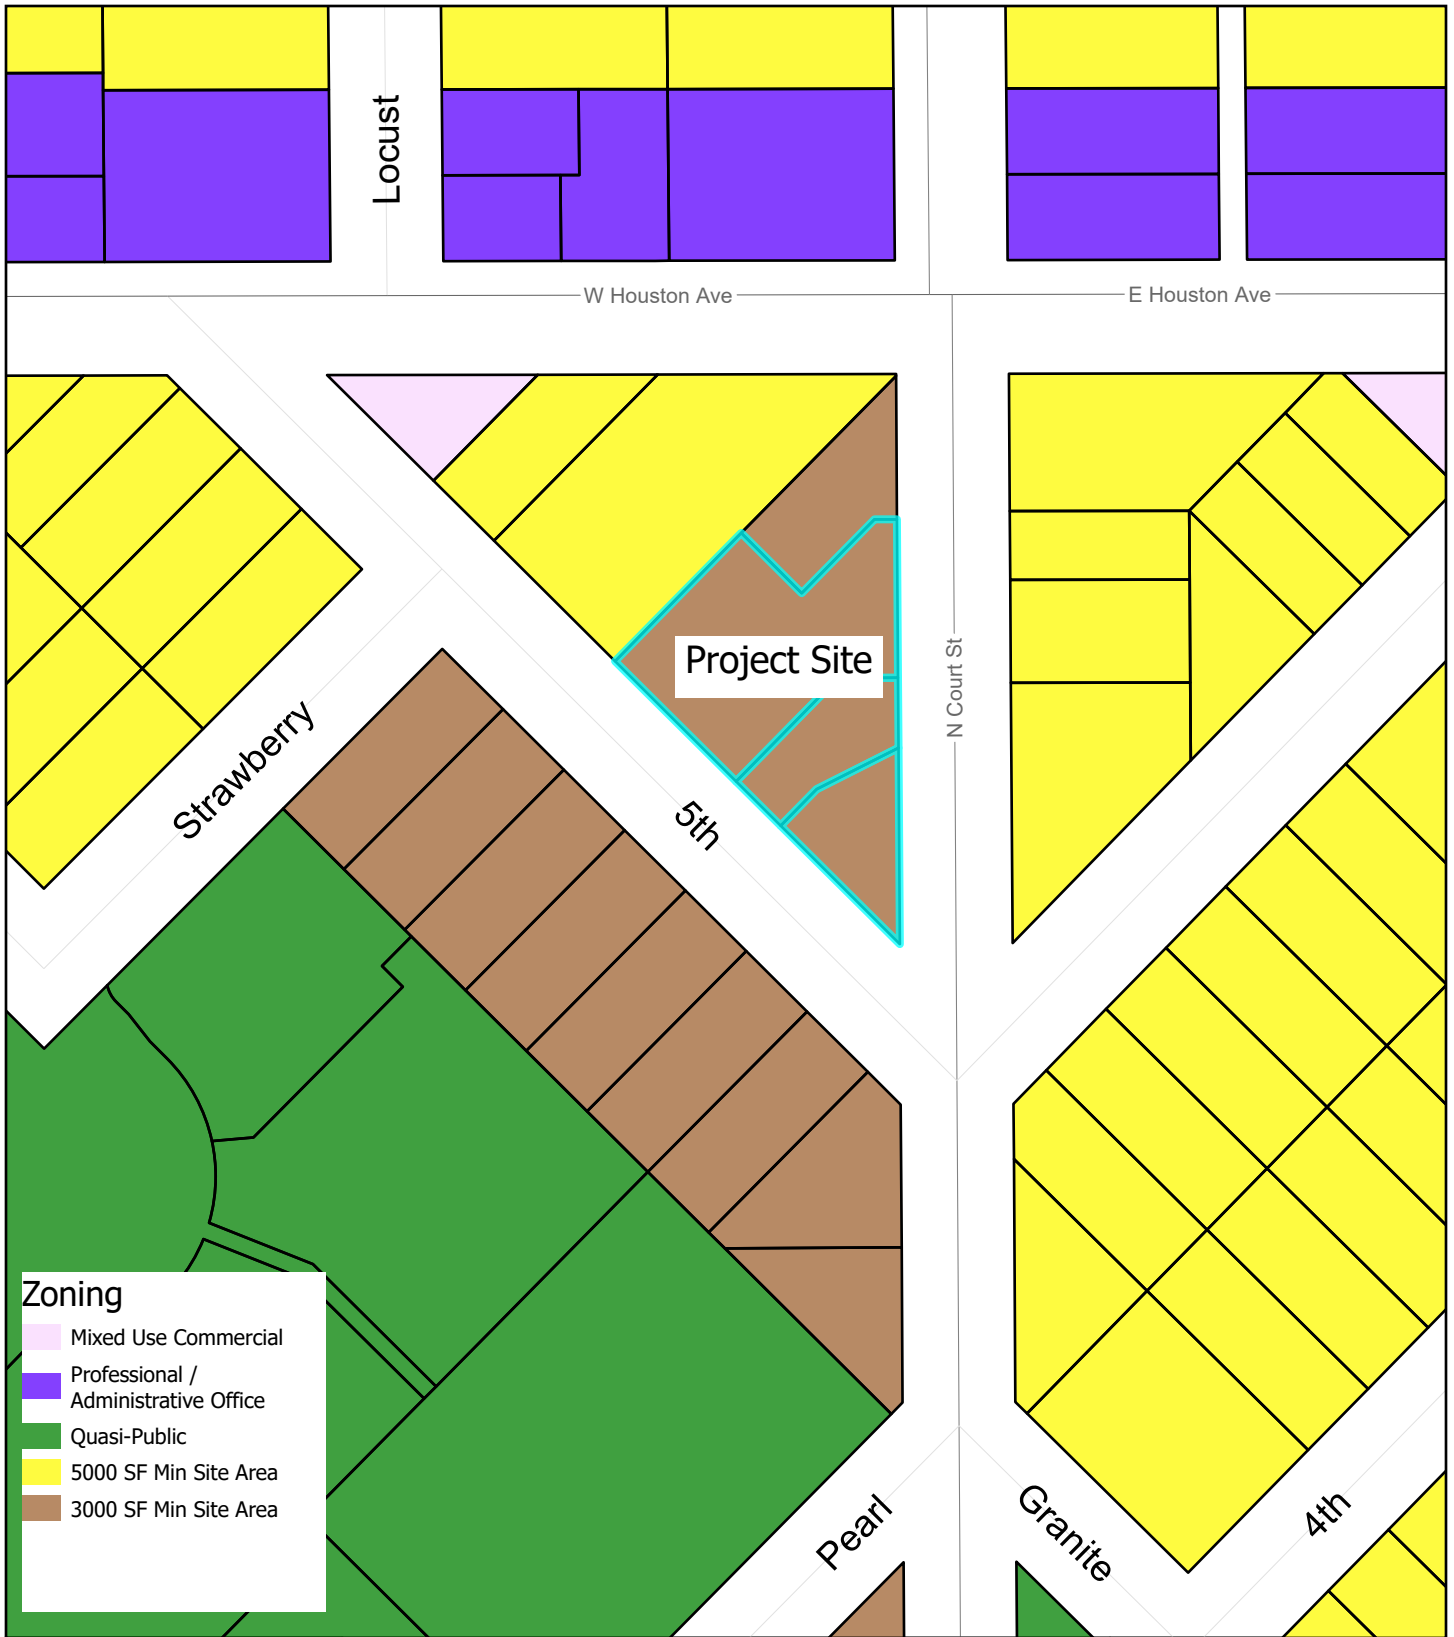 Locust
W Houston Ave
E Houston Ave
Project Site
N Court St
Strawberry
5th
Zoning
Mixed Use Commercial
Professional /
Administrative Office
Quasi-Public
5000 SF Min Site Area
3000 SF Min Site Area
Pearl
Granite
4th